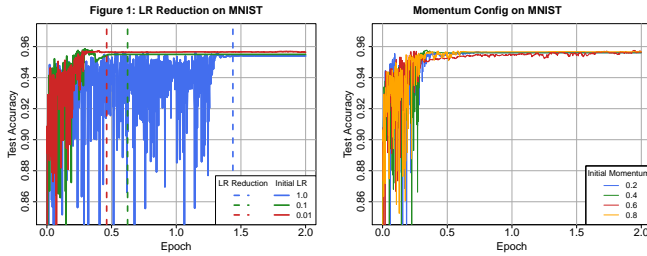 Figure 1: LR Reduction on MNIST
Test Accuracy
0.96
0.94
0.92
0.90
0.88
0.86
LR Reduction Initial LR
1.0
0.1
0.01
0.0 0.5 1.0 1.5 2.0
Epoch
Momentum Config on MNIST
Test Accuracy
0.96
0.94
0.92
0.90
0.88
0.86
Initial Momentum
0.2
0.4
0.6
0.8
0.0 0.5 1.0 1.5 2.0
Epoch